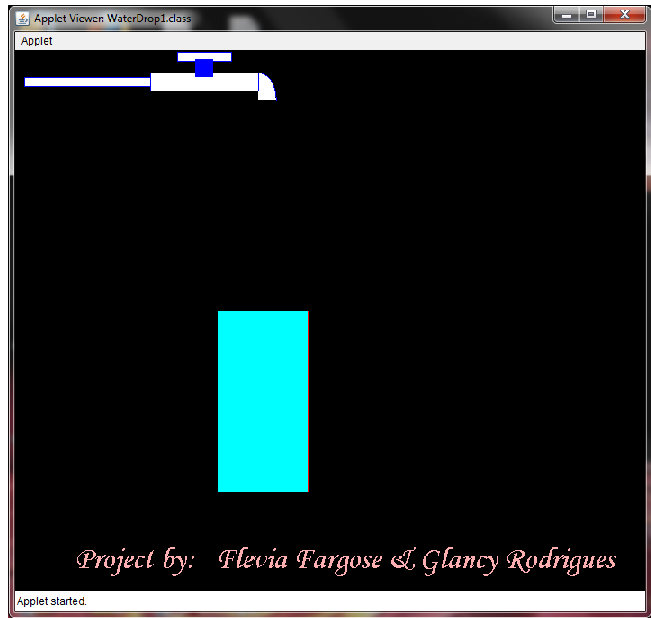 Applet Viewer: WaterDrop1.class
Applet
Project by: Flevia Fargose & Glancy Rodrigues
Applet started.